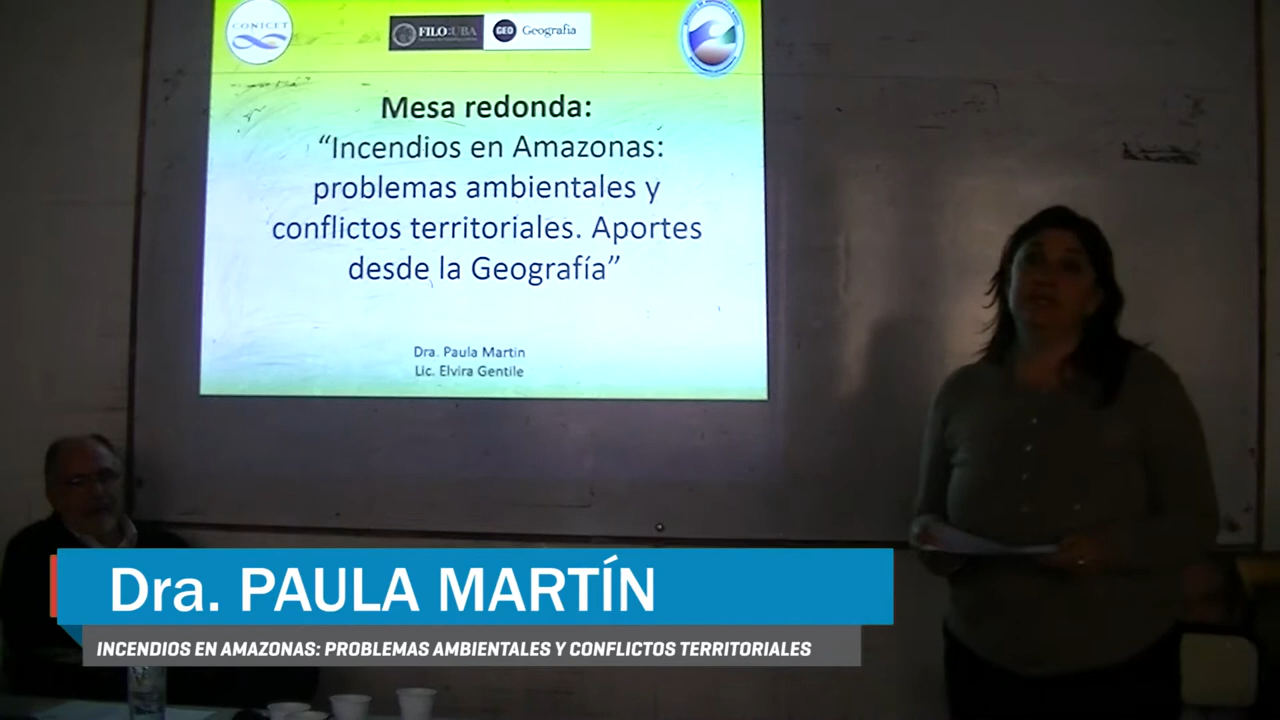 CONICET
FILO:UBA
GEO Geografía
Mesa redonda:
“Incendios en Amazonas:
problemas ambientales y
conflictos territoriales. Aportes
desde la Geografía”
Dra. Paula Martin
Lic. Elvira Gentile
Dra. PAULA MARTÍN
INCENDIOS EN AMAZONAS: PROBLEMAS AMBIENTALES Y CONFLICTOS TERRITORIALES